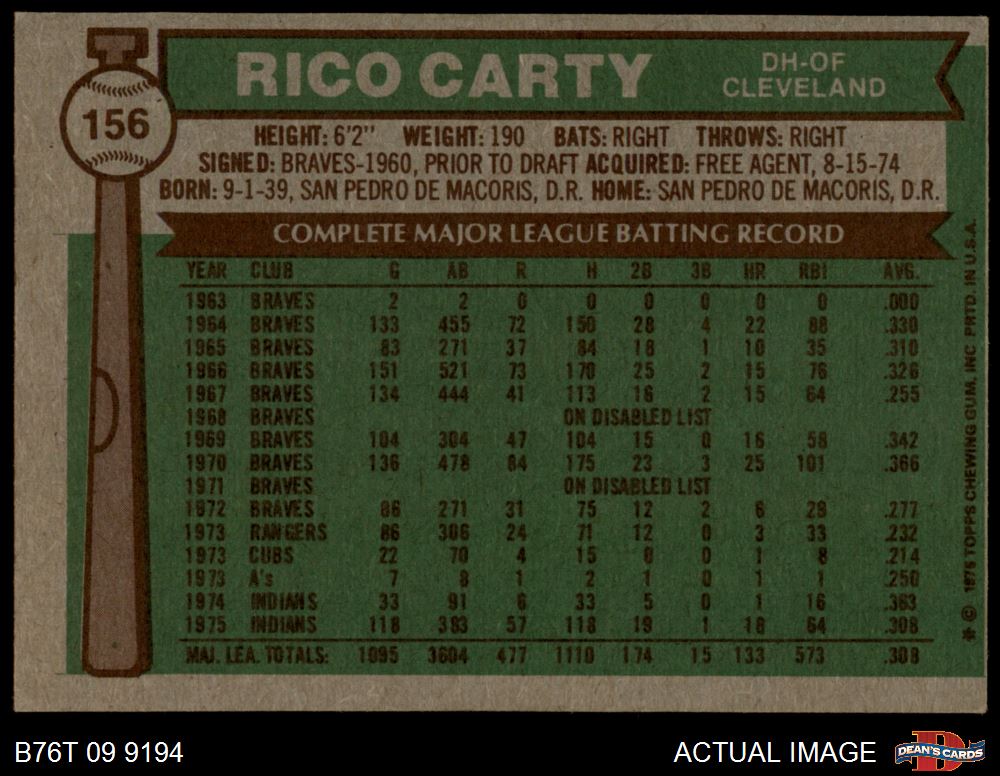 RICO CARTY
DH-OF
CLEVELAND
156
HEIGHT: 6'2" WEIGHT: 190 BATS: RIGHT THROWS: RIGHT
SIGNED: BRAVES-1960, PRIOR TO DRAFT ACQUIRED: FREE AGENT, 8-15-74
BORN: 9-1-39, SAN PEDRO DE MACORIS, D.R. HOME: SAN PEDRO DE MACORIS, D.R.
COMPLETE MAJOR LEAGUE BATTING RECORD
YEAR CLUB G AB R H 2B 3B HR RBI AVG.
1963 BRAVES 2 2 0 0 0 0 0 0 .000
1964 BRAVES 133 455 72 150 28 4 22 88 .330
1965 BRAVES 83 271 37 84 18 1 10 35 .310
1966 BRAVES 151 521 73 170 25 2 15 76 .326
1967 BRAVES 134 444 41 113 16 2 15 64 .255
1968 BRAVES ON DISABLED LIST
1969 BRAVES 104 304 47 104 15 0 16 58 .342
1970 BRAVES 136 478 84 175 23 3 25 101 .366
1971 BRAVES ON DISABLED LIST
1972 BRAVES 86 271 31 75 12 2 6 29 .277
1973 RANGERS 86 306 24 71 12 0 3 33 .232
1973 CUBS 22 70 4 15 0 0 1 8 .214
1973 A's 7 8 1 2 1 0 1 1 .250
1974 INDIANS 33 91 6 33 5 0 1 16 .363
1975 INDIANS 118 383 57 118 19 1 18 64 .308
MAJ. LEA. TOTALS: 1095 3604 477 1110 174 15 133 573 .308
* © 1976 TOPPS CHEWING GUM, INC PRTD. IN U.S.A.
B76T 09 9194
ACTUAL IMAGE
DEAN'S CARDS